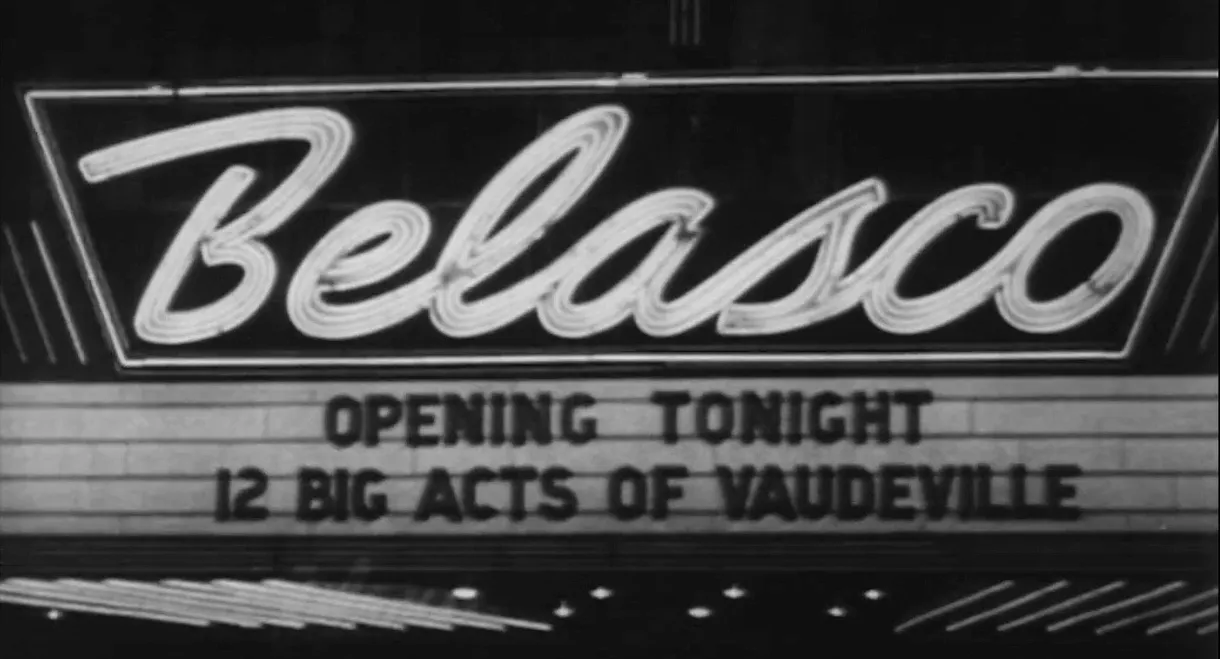 Belasco
OPENING TONIGHT
12 BIG ACTS OF VAUDEVILLE